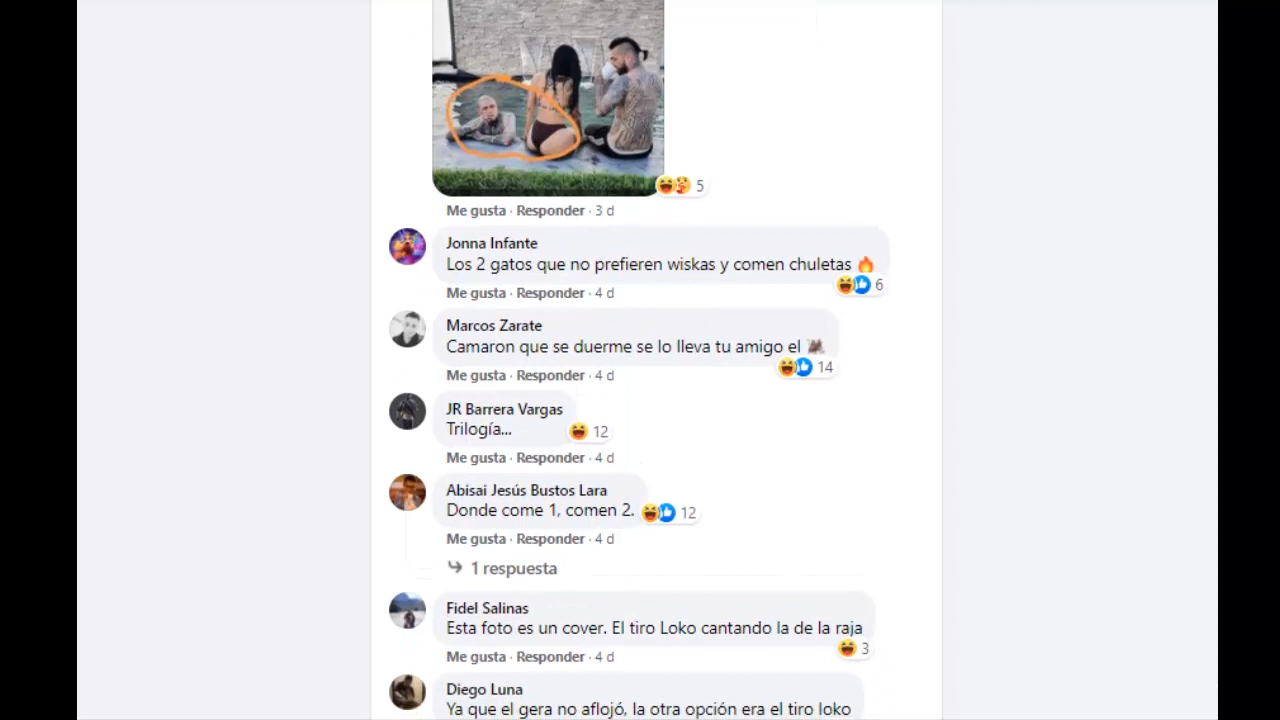 5
Me gusta · Responder · 3 d
Jonna Infante
Los 2 gatos que no prefieren wiskas y comen chuletas 🔥
6
Me gusta · Responder · 4 d
Marcos Zarate
Camaron que se duerme se lo lleva tu amigo el
14
Me gusta · Responder · 4 d
JR Barrera Vargas
Trilogía...
12
Me gusta · Responder · 4 d
Abisai Jesús Bustos Lara
Donde come 1, comen 2.
12
Me gusta · Responder · 4 d
1 respuesta
Fidel Salinas
Esta foto es un cover. El tiro Loko cantando la de la raja
3
Me gusta · Responder · 4 d
Diego Luna
Ya que el gera no aflojó, la otra opción era el tiro loko